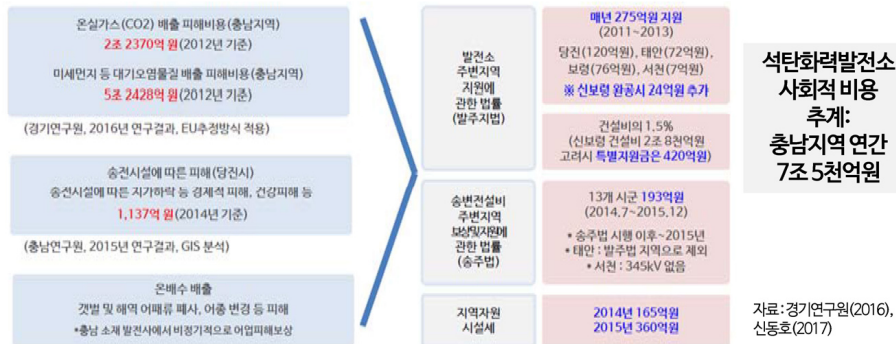 온실가스(CO2) 배출 피해비용(충남지역)
2조 2370억 원(2012년 기준)
미세먼지 등 대기오염물질 배출 피해비용(충남지역)
5조 2428억 원(2012년 기준)
(경기연구원, 2016년 연구결과, EU추정방식 적용)
송전시설에 따른 피해(당진시)
송전시설에 따른 지가하락 등 경제적 피해, 건강피해 등
1,137억 원(2014년 기준)
(충남연구원, 2015년 연구결과, GIS 분석)
온배수 배출
갯벌 및 해역 어패류 폐사, 어종 변경 등 피해
*충남 소재 발전사에서 비정기적으로 어업피해보상
발전소
주변지역
지원에
관한 법률
(발주지법)
매년 275억원 지원
(2011~2013)
당진(120억원), 태안(72억원),
보령(76억원), 서천(7억원)
※ 신보령 완공시 24억원 추가
건설비의 1.5%
(신보령 건설비 2조 8천억원
고려시 특별지원금은 420억원)
송변전설비
주변지역
보상및지원에
관한 법률
(송주법)
13개 시군 193억원
(2014.7~2015.12)
* 송주법 시행 이후~2015년
* 태안 : 발주법 지역으로 제외
* 서천 : 345kV 없음
지역자원
시설세
2014년 165억원
2015년 360억원
석탄화력발전소
사회적 비용
추계:
충남지역 연간
7조 5천억원
자료:경기연구원(2016),
신동호(2017)